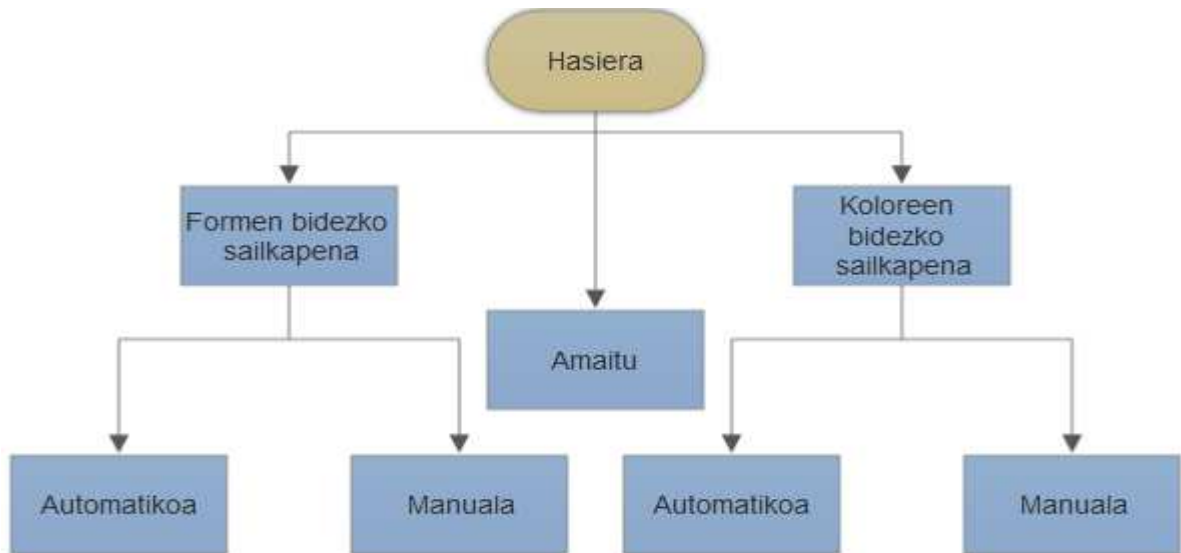 Hasiera
Formen bidezko
sailkapena
Koloreen
bidezko
sailkapena
Amaitu
Automatikoa
Manuala
Automatikoa
Manuala